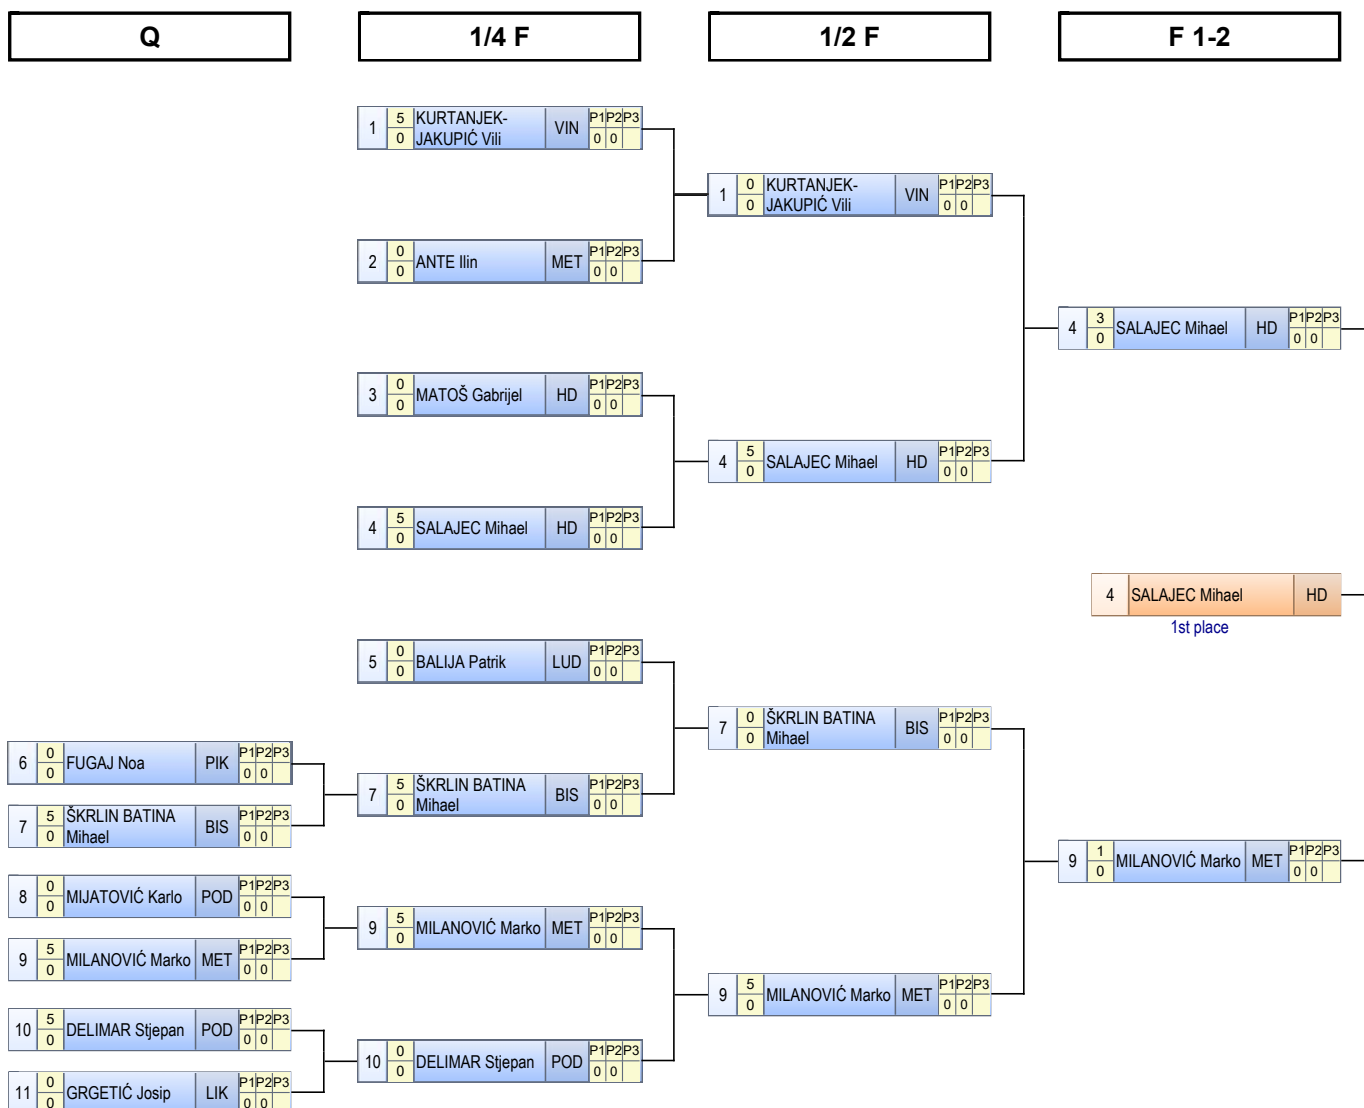 Q 1/4 F 1/2 F F 1-2
1 5 0 KURTANJEK-JAKUPIĆ Vili VIN P1 P2 P3 0 0
1 0 0 KURTANJEK-JAKUPIĆ Vili VIN P1 P2 P3 0 0
2 0 0 ANTE Ilin MET P1 P2 P3 0 0
4 3 0 SALAJEC Mihael HD P1 P2 P3 0 0
3 0 0 MATOŠ Gabrijel HD P1 P2 P3 0 0
4 5 0 SALAJEC Mihael HD P1 P2 P3 0 0
4 5 0 SALAJEC Mihael HD P1 P2 P3 0 0
4 SALAJEC Mihael HD
1st place
5 0 0 BALIJA Patrik LUD P1 P2 P3 0 0
7 0 0 ŠKRLIN BATINA Mihael BIS P1 P2 P3 0 0
6 0 0 FUGAJ Noa PIK P1 P2 P3 0 0
7 5 0 ŠKRLIN BATINA Mihael BIS P1 P2 P3 0 0
7 5 0 ŠKRLIN BATINA Mihael BIS P1 P2 P3 0 0
9 1 0 MILANOVIĆ Marko MET P1 P2 P3 0 0
8 0 0 MIJATOVIĆ Karlo POD P1 P2 P3 0 0
9 5 0 MILANOVIĆ Marko MET P1 P2 P3 0 0
9 5 0 MILANOVIĆ Marko MET P1 P2 P3 0 0
9 5 0 MILANOVIĆ Marko MET P1 P2 P3 0 0
10 5 0 DELIMAR Stjepan POD P1 P2 P3 0 0
10 0 0 DELIMAR Stjepan POD P1 P2 P3 0 0
11 0 0 GRGETIĆ Josip LIK P1 P2 P3 0 0